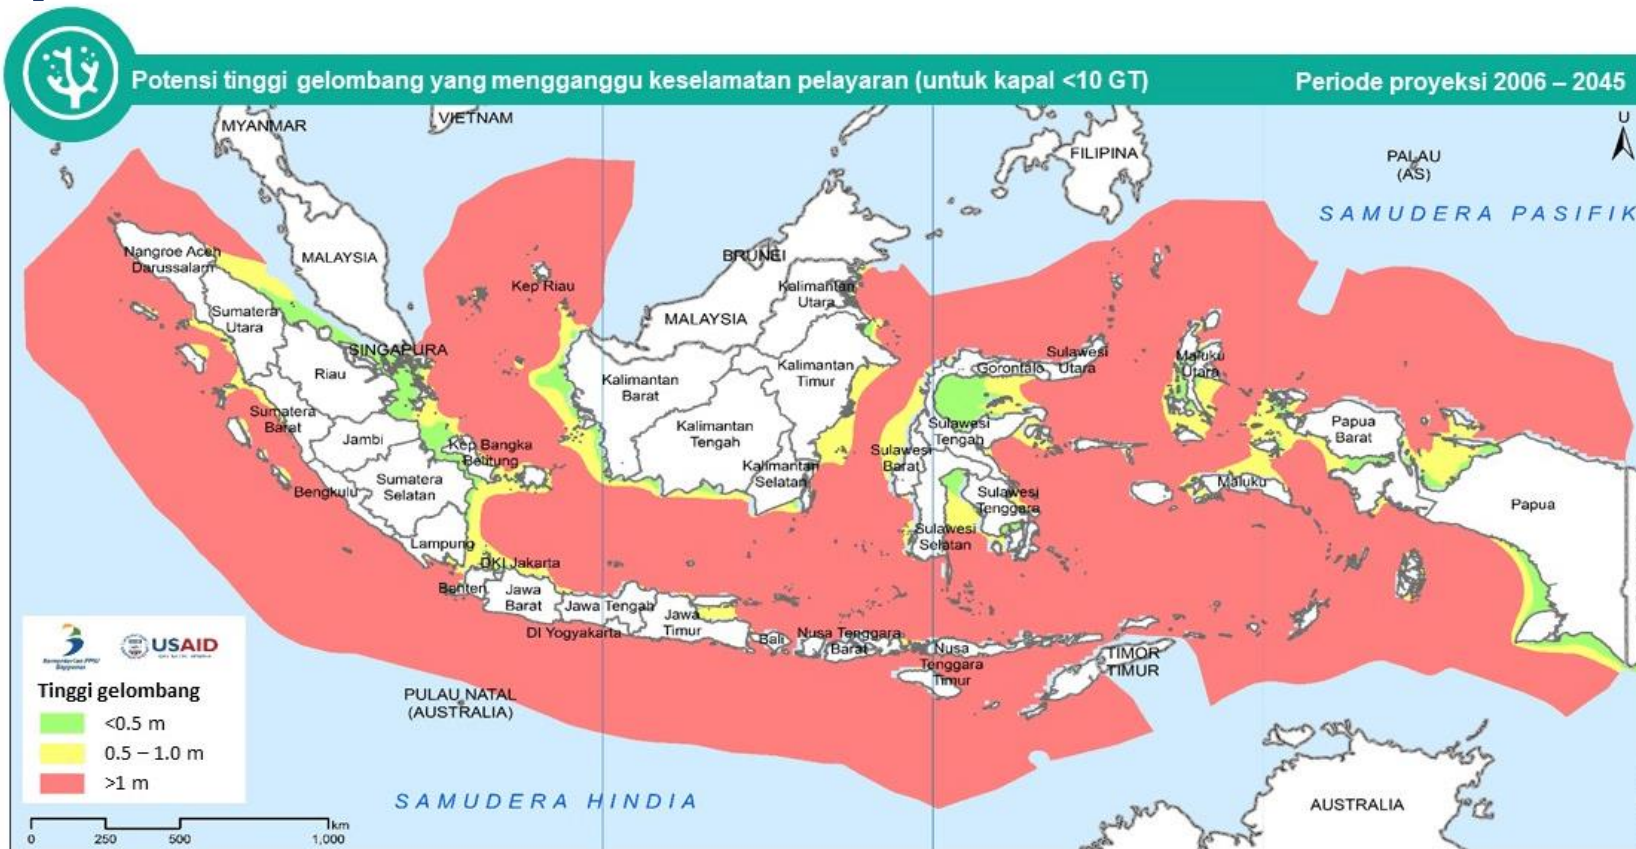 Potensi tinggi gelombang yang mengganggu keselamatan pelayaran (untuk kapal <10 GT)
Periode proyeksi 2006 – 2045
MYANMAR
VIETNAM
FILIPINA
PALAU
(AS)
U
SAMUDERA PASIFIK
Nangroe Aceh
Darussalam
MALAYSIA
BRUNEI
Kep Riau
Kalimantan
Utara
Sumatera
Utara
MALAYSIA
SINGAPURA
Riau
Kalimantan
Barat
Kalimantan
Timur
Gorontalo
Sulawesi
Utara
Maluku
Utara
Sumatera
Barat
Jambi
Kep Bangka
Belitung
Kalimantan
Tengah
Sulawesi
Tengah
Sulawesi
Barat
Papua
Barat
Bengkulu
Sumatera
Selatan
Kalimantan
Selatan
Sulawesi
Tenggara
Maluku
Papua
Lampung
Sulawesi
Selatan
DKI Jakarta
Banten
Jawa
Barat
Jawa Tengah
Jawa
Timur
DI Yogyakarta
Bali
Nusa Tenggara
Barat
Nusa
Tenggara
Timur
TIMOR
TIMUR
PULAU NATAL
(AUSTRALIA)
Kementerian PPN/
Bappenas
USAID
Tinggi gelombang
<0.5 m
0.5 – 1.0 m
>1 m
SAMUDERA HINDIA
AUSTRALIA
km
0 250 500 1,000